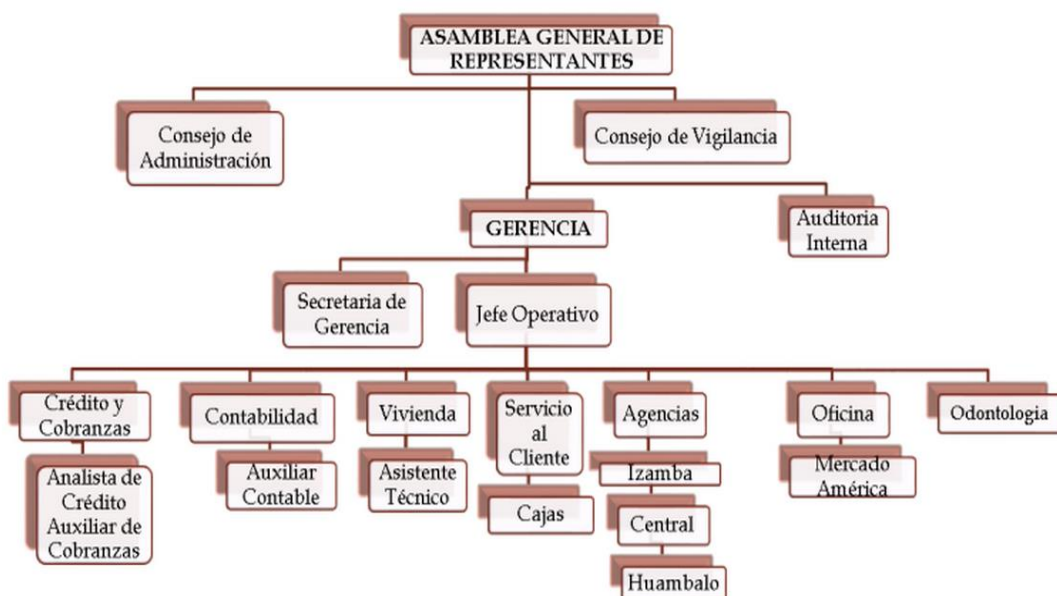 ASAMBLEA GENERAL DE
REPRESENTANTES
Consejo de
Administración
Consejo de Vigilancia
GERENCIA
Auditoria
Interna
Secretaria de
Gerencia
Jefe Operativo
Crédito y
Cobranzas
Contabilidad
Vivienda
Servicio
al
Cliente
Agencias
Oficina
Odontologia
Analista de
Crédito
Auxiliar de
Cobranzas
Auxiliar
Contable
Asistente
Técnico
Cajas
Izamba
Central
Huambalo
Mercado
América